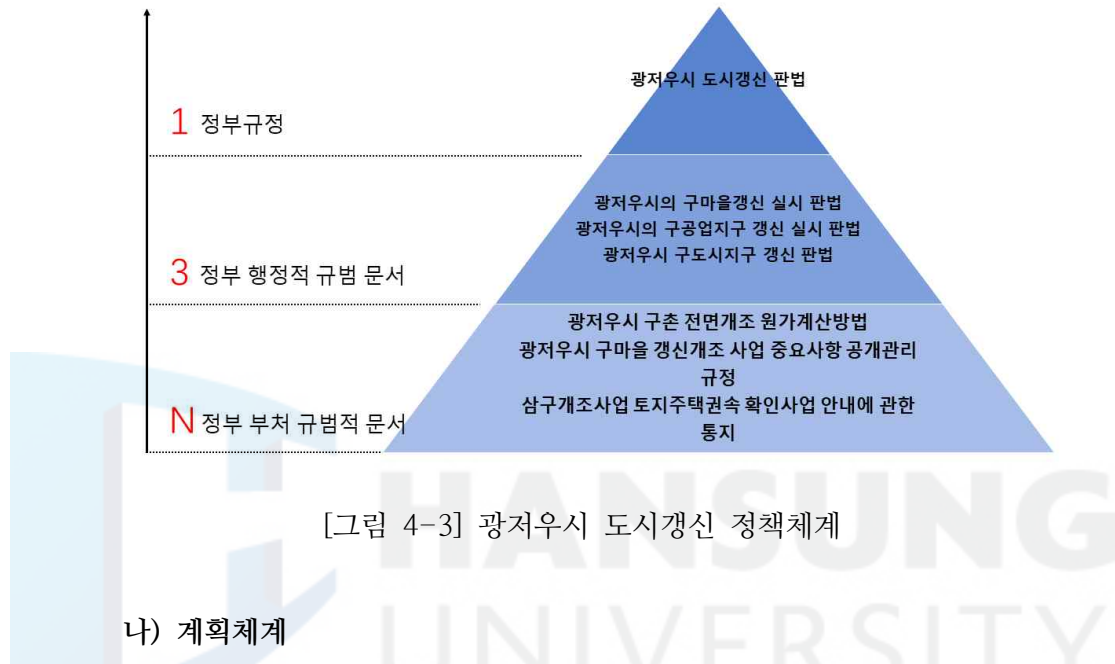 광저우시 도시갱신 판법
1 정부규정
광저우시의 구마을갱신 실시 판법
광저우시의 구공업지구 갱신 실시 판법
광저우시 구도시지구 갱신 판법
3 정부 행정적 규범 문서
광저우시 구촌 전면개조 원가계산방법
광저우시 구마을 갱신개조 사업 중요사항 공개관리
규정
삼구개조사업 토지주택권속 확인사업 안내에 관한
통지
N 정부 부처 규범적 문서
[그림 4-3] 광저우시 도시갱신 정책체계
나) 계획체계
HANSUNG
UNIVERSITY